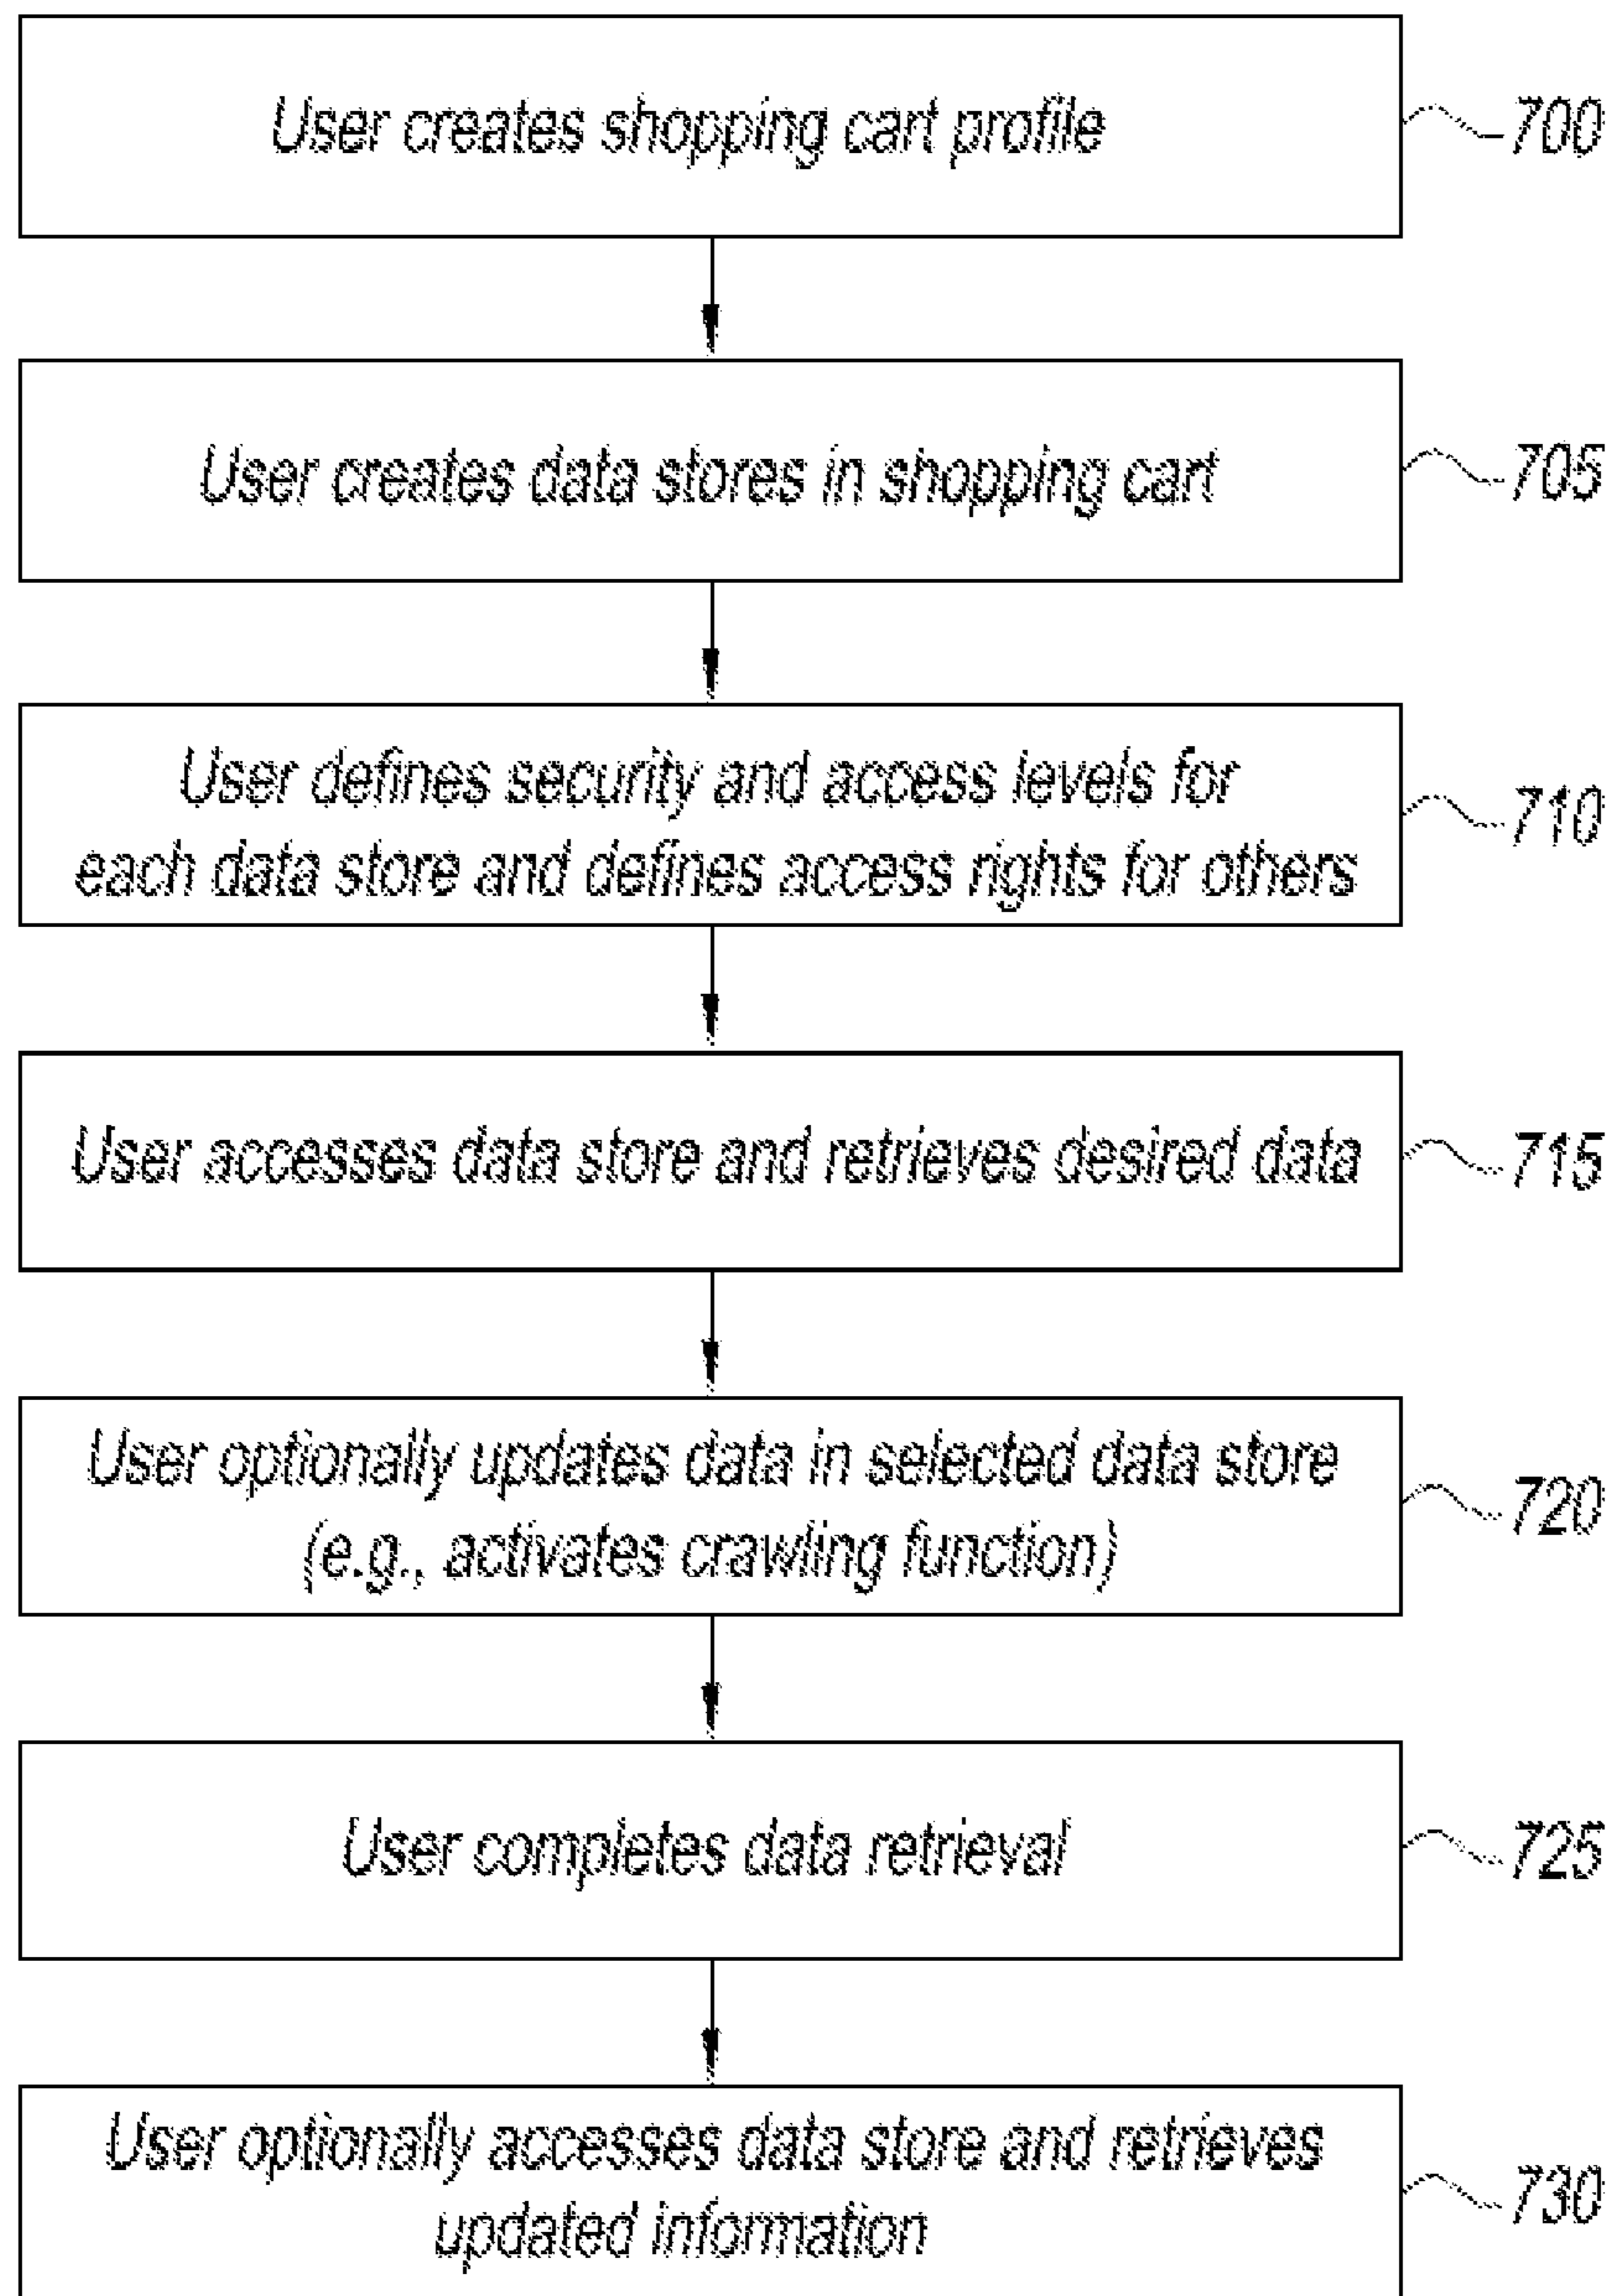 User creates shopping cart profile
700
User creates data stores in shopping cart
705
User defines security and access levels for
each data store and defines access rights for others
710
User accesses data store and retrieves desired data
715
User optionally updates data in selected data store
(e.g., activates crawling function)
720
User completes data retrieval
725
User optionally accesses data store and retrieves
updated information
730